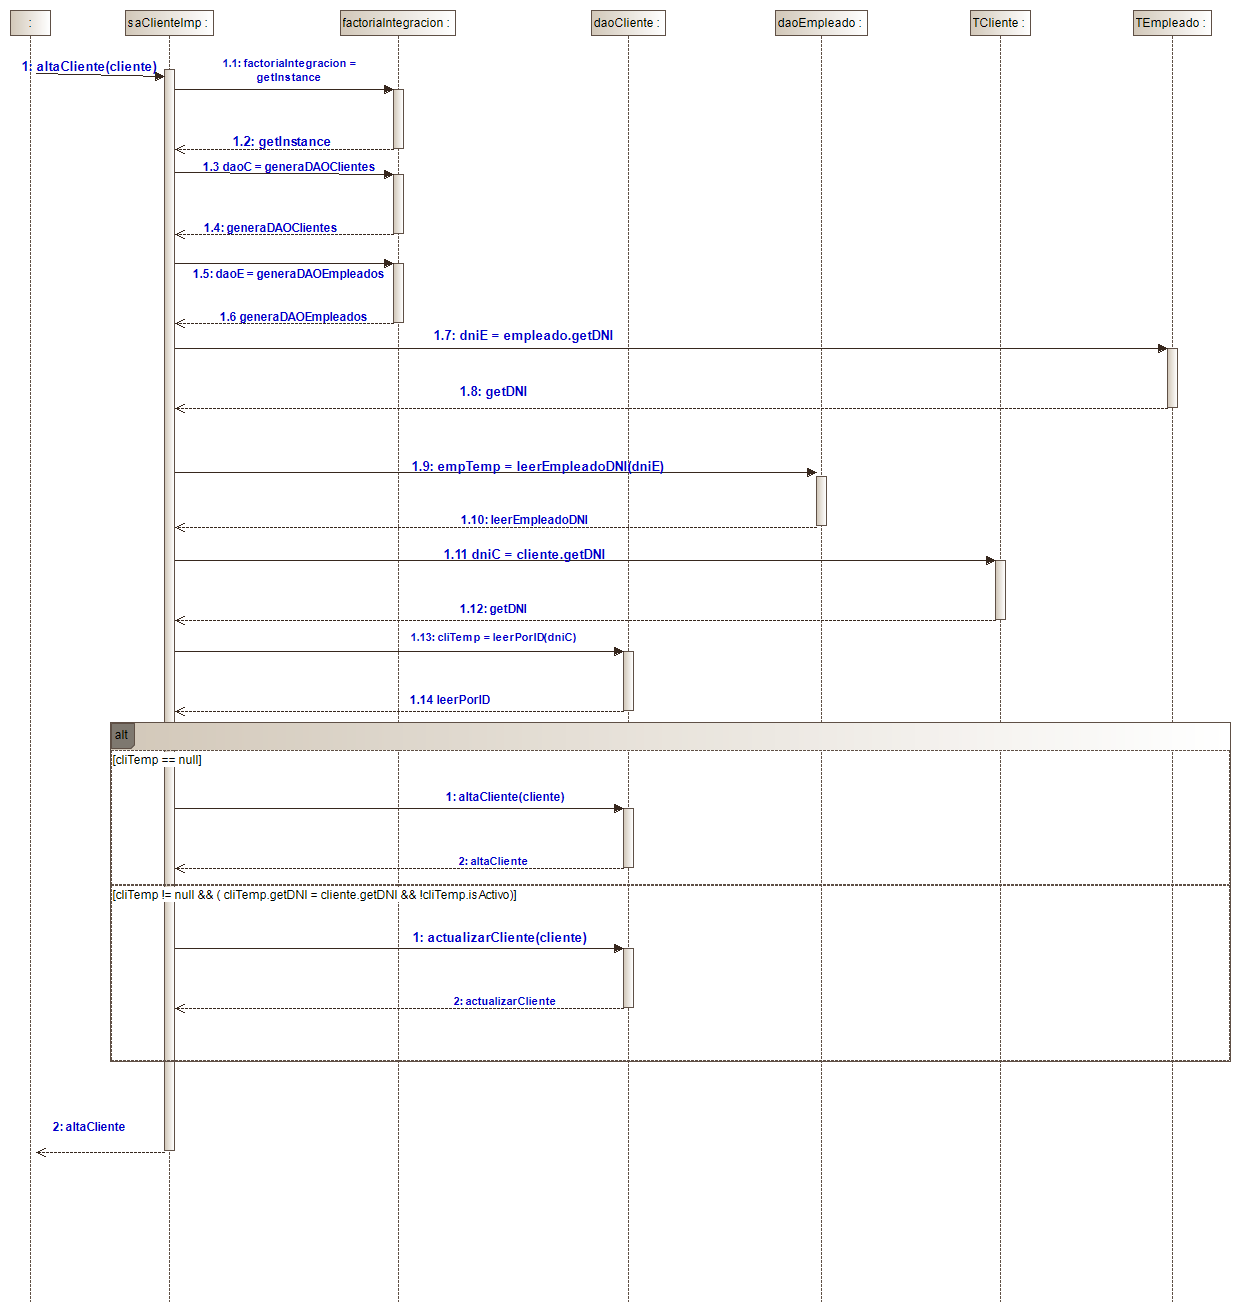 :
saClienteImp :
factoriaIntegracion :
daoCliente :
daoEmpleado :
TCliente :
TEmpleado :
1: altaCliente(cliente)
1.1: factoriaIntegracion =
getInstance
1.2: getInstance
1.3 daoC = generaDAOClientes
1.4: generaDAOClientes
1.5: daoE = generaDAOEmpleados
1.6 generaDAOEmpleados
1.7: dniE = empleado.getDNI
1.8: getDNI
1.9: empTemp = leerEmpleadoDNI(dniE)
1.10: leerEmpleadoDNI
1.11 dniC = cliente.getDNI
1.12: getDNI
1.13: cliTemp = leerPorID(dniC)
1.14 leerPorID
alt
[cliTemp == null]
1: altaCliente(cliente)
2: altaCliente
[cliTemp != null && ( cliTemp.getDNI = cliente.getDNI && !cliTemp.isActivo)]
1: actualizarCliente(cliente)
2: actualizarCliente
2: altaCliente